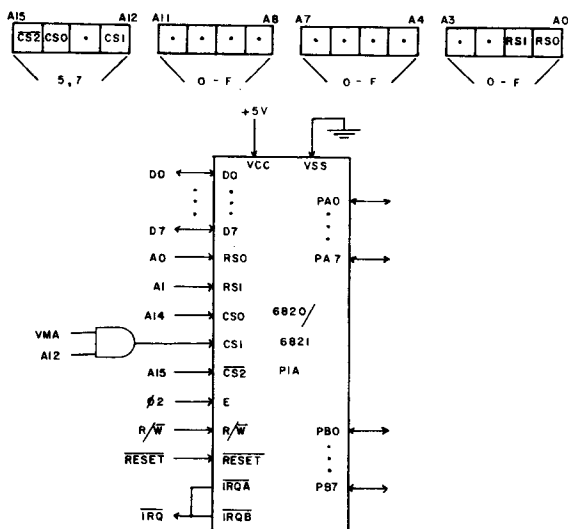 A15 A12 A11 A8 A7 A4 A3 A0
CS2 CS0 CS1 RS1 RS0
5,7 0-F 0-F 0-F
+5V
VCC VSS
D0 D0 PA0
D7 D7 PA7
A0 RS0
A1 RS1
A14 CS0 6820/
VMA CS1 6821
A12
A15 CS2 PIA
ϕ2 E
R/W R/W PB0
RESET RESET
IRQA
IRQ IRQB PB7